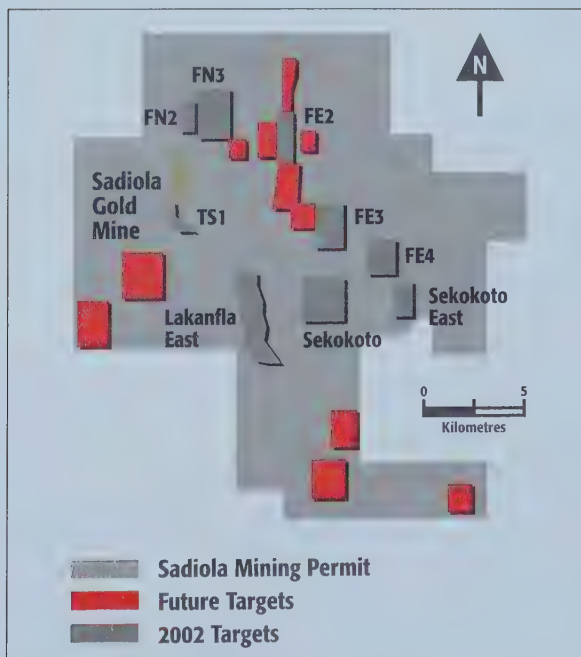 N
FN3
FN2
FE2
Sadiola
Gold
Mine
TS1
FE3
FE4
Lakanfla
East
Sekokoto
Sekokoto
East
0 5
Kilometres
Sadiola Mining Permit
Future Targets
2002 Targets